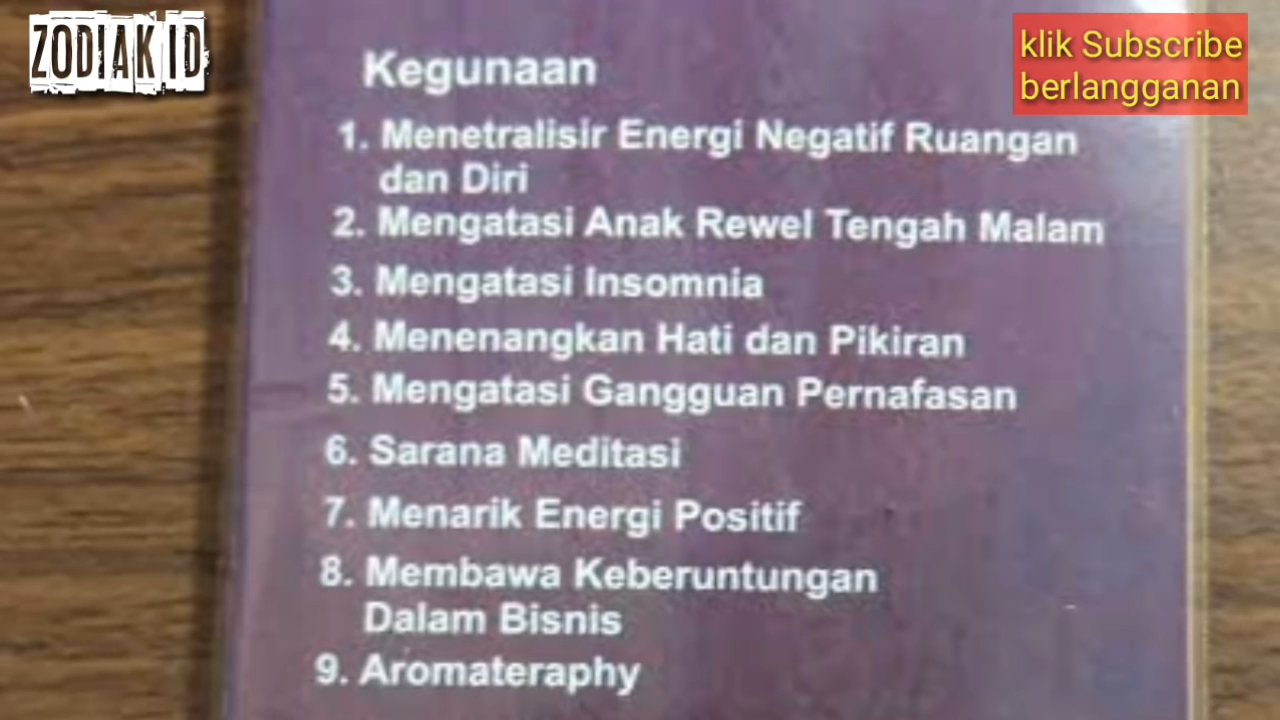 ZODIAK ID
klik Subscribe
berlangganan
Kegunaan
1. Menetralisir Energi Negatif Ruangan
dan Diri
2. Mengatasi Anak Rewel Tengah Malam
3. Mengatasi Insomnia
4. Menenangkan Hati dan Pikiran
5. Mengatasi Gangguan Pernafasan
6. Sarana Meditasi
7. Menarik Energi Positif
8. Membawa Keberuntungan
Dalam Bisnis
9. Aromateraphy